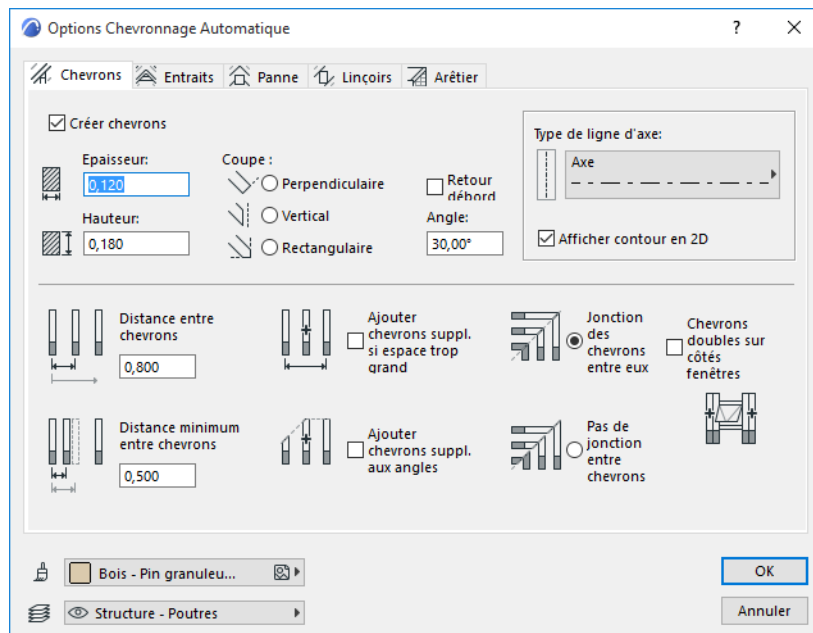 Options Chevronnage Automatique
?
Chevrons
Entraits
Panne
Linçoirs
Arêtier
Créer chevrons
Epaisseur:
0,120
Hauteur:
0,180
Coupe :
Perpendiculaire
Vertical
Rectangulaire
Retour
débord
Angle:
30,00°
Type de ligne d'axe:
Axe
Afficher contour en 2D
Distance entre
chevrons
0,800
Ajouter
chevrons suppl.
si espace trop
grand
Jonction
des
chevrons
entre eux
Chevrons
doubles sur
côtés
fenêtres
Distance minimum
entre chevrons
0,500
Ajouter
chevrons suppl.
aux angles
Pas de
jonction
entre
chevrons
Bois - Pin granuleu...
OK
Structure - Poutres
Annuler